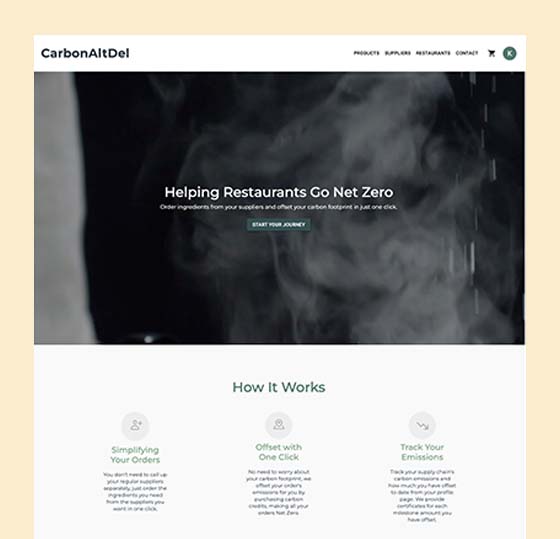 CarbonAltDel
PRODUCTS SUPPLIERS RESTAURANTS CONTACT K
Helping Restaurants Go Net Zero
Order ingredients from your suppliers and offset your carbon footprint in just one click.
START YOUR JOURNEY
How It Works
Simplifying
Your Orders
You don't need to call up
your regular suppliers
separately, just order the
ingredients you need
from the suppliers you
want in one click.
Offset with
One Click
No need to worry about
your carbon footprint, we
offset your order's
emissions for you by
purchasing carbon
credits, making all your
orders Net Zero
Track Your
Emissions
Track your supply chain's
carbon emissions and
how much you have offset
to date from your profile
page. We provide
certificates for each
milestone amount you
have offset.